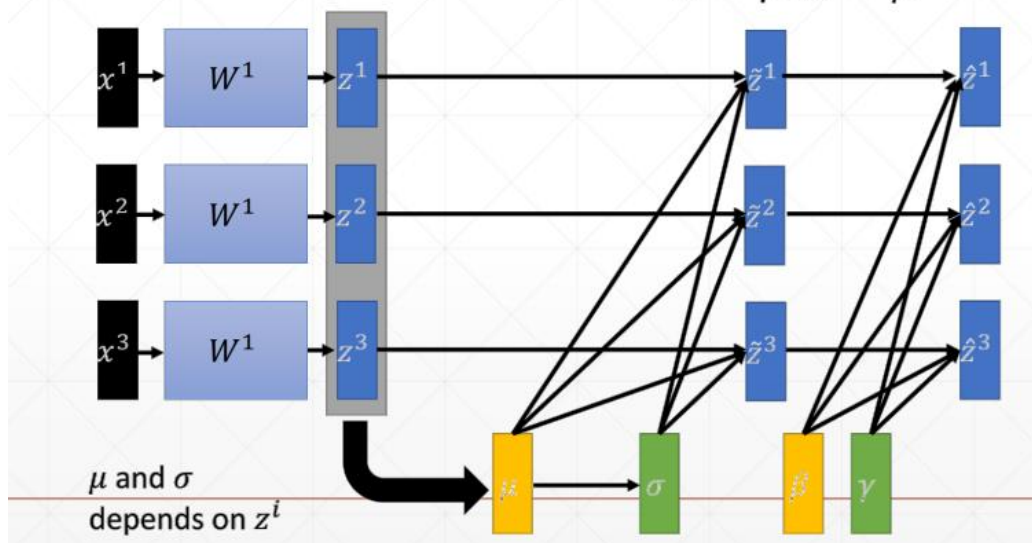 x¹ W¹ z¹ z̃¹ ẑ¹
x² W¹ z² z̃² ẑ²
x³ W¹ z³ z̃³ ẑ³
μ σ β γ
μ and σ
depends on zⁱ